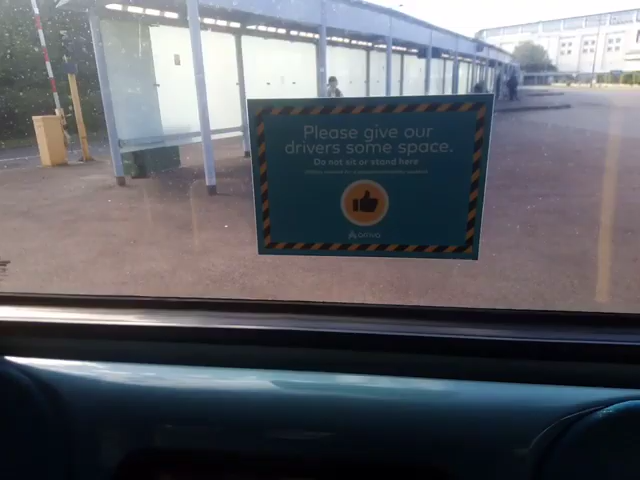 Please give our
drivers some space.
Do not sit or stand here
arriva